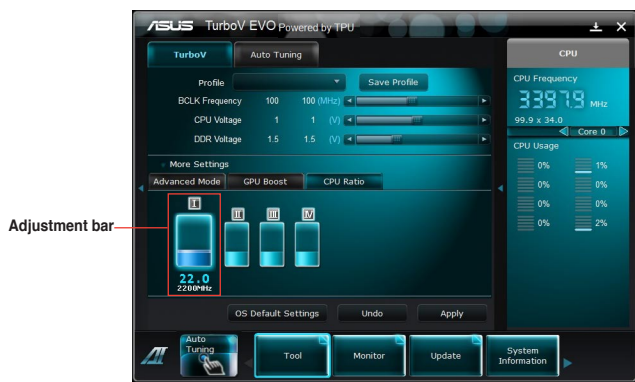 ASUS TurboV EVO Powered by TPU
TurboV Auto Tuning
Profile Save Profile
BCLK Frequency 100 100 (MHz)
CPU Voltage 1 1 (V)
DDR Voltage 1.5 1.5 (V)
More Settings
Advanced Mode GPU Boost CPU Ratio
I II III IV
Adjustment bar
22.0
2200MHz
OS Default Settings Undo Apply
CPU
CPU Frequency
3397.9 MHz
99.9 x 34.0
Core 0
CPU Usage
0% 1%
0% 0%
0% 0%
0% 2%
AI
Auto Tuning
Tool
Monitor
Update
System Information